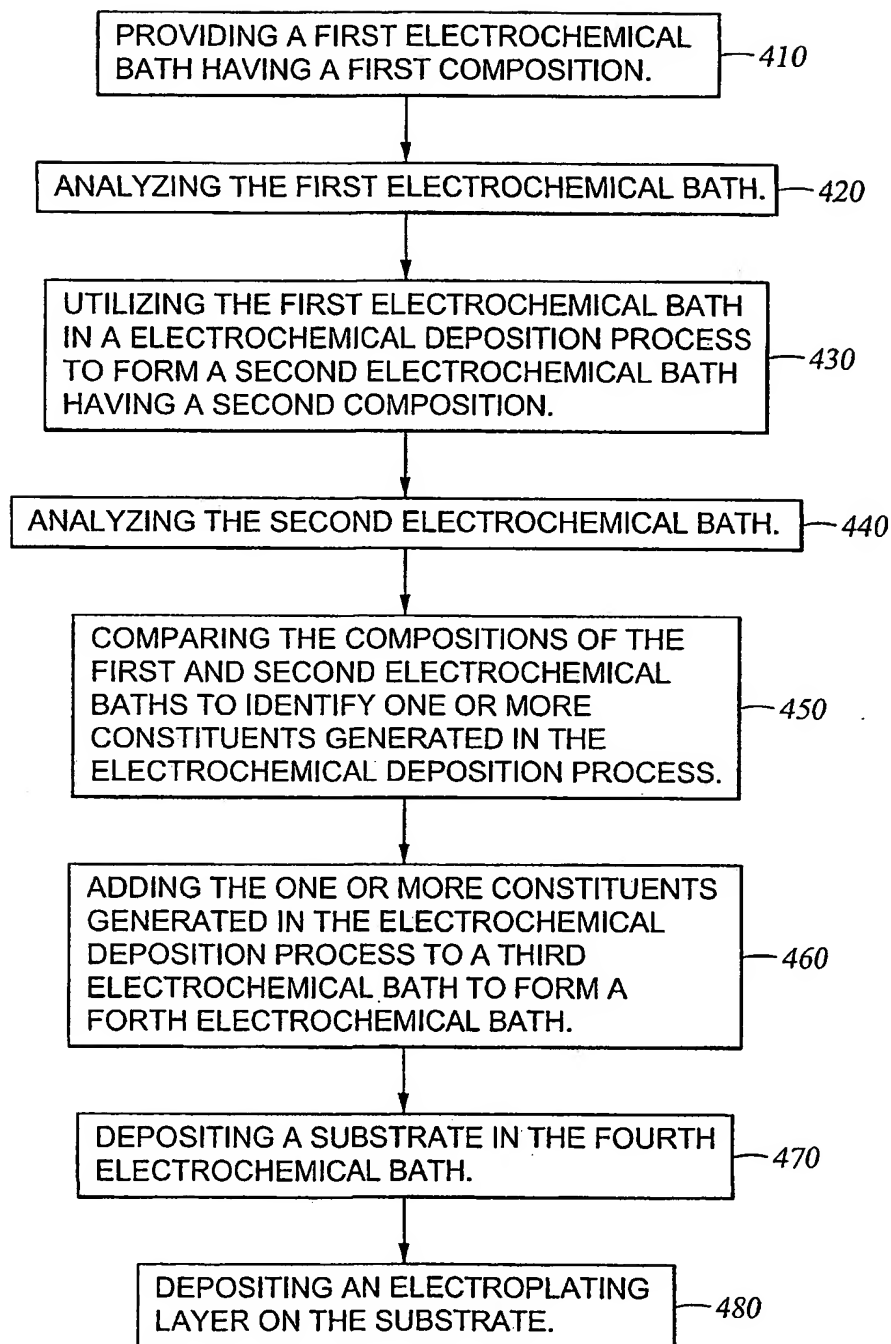 PROVIDING A FIRST ELECTROCHEMICAL
BATH HAVING A FIRST COMPOSITION.
410
ANALYZING THE FIRST ELECTROCHEMICAL BATH.
420
UTILIZING THE FIRST ELECTROCHEMICAL BATH
IN A ELECTROCHEMICAL DEPOSITION PROCESS
TO FORM A SECOND ELECTROCHEMICAL BATH
HAVING A SECOND COMPOSITION.
430
ANALYZING THE SECOND ELECTROCHEMICAL BATH.
440
COMPARING THE COMPOSITIONS OF THE
FIRST AND SECOND ELECTROCHEMICAL
BATHS TO IDENTIFY ONE OR MORE
CONSTITUENTS GENERATED IN THE
ELECTROCHEMICAL DEPOSITION PROCESS.
450
ADDING THE ONE OR MORE CONSTITUENTS
GENERATED IN THE ELECTROCHEMICAL
DEPOSITION PROCESS TO A THIRD
ELECTROCHEMICAL BATH TO FORM A
FORTH ELECTROCHEMICAL BATH.
460
DEPOSITING A SUBSTRATE IN THE FOURTH
ELECTROCHEMICAL BATH.
470
DEPOSITING AN ELECTROPLATING
LAYER ON THE SUBSTRATE.
480